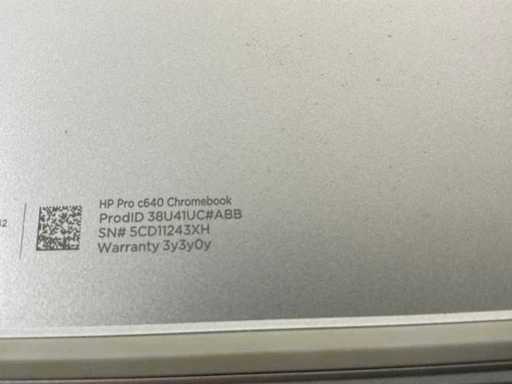 HP Pro c640 Chromebook
ProdID 38U41UC#ABB
SN# 5CD11243XH
Warranty 3y3y0y